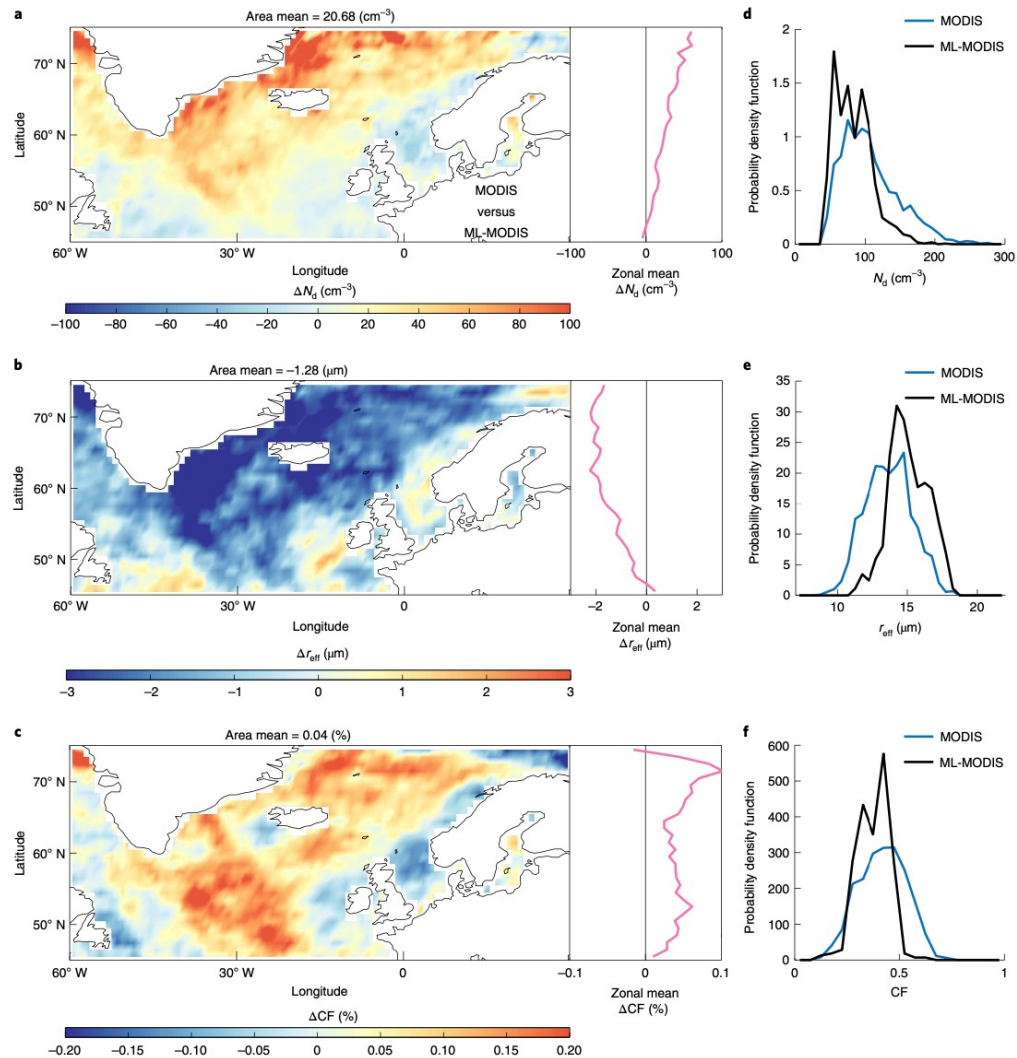 a
Area mean = 20.68 (cm⁻³)
Latitude
70° N
60° N
50° N
MODIS
versus
ML-MODIS
60° W
30° W
0
Longitude
ΔN_d (cm⁻³)
−100 −80 −60 −40 −20 0 20 40 60 80 100
−100 0 100
Zonal mean
ΔN_d (cm⁻³)
d
MODIS
ML-MODIS
Probability density function
2
1.5
1
0.5
0
0 100 200 300
N_d (cm⁻³)
b
Area mean = −1.28 (μm)
Latitude
70° N
60° N
50° N
60° W
30° W
0
Longitude
Δr_eff (μm)
−3 −2 −1 0 1 2 3
−2 0 2
Zonal mean
Δr_eff (μm)
e
MODIS
ML-MODIS
Probability density function
35
30
25
20
15
10
5
0
10 15 20
r_eff (μm)
c
Area mean = 0.04 (%)
Latitude
70° N
60° N
50° N
60° W
30° W
0
Longitude
ΔCF (%)
−0.20 −0.15 −0.10 −0.05 0 0.05 0.10 0.15 0.20
−0.1 0 0.1
Zonal mean
ΔCF (%)
f
MODIS
ML-MODIS
Probability density function
600
500
400
300
200
100
0
0 0.5 1
CF